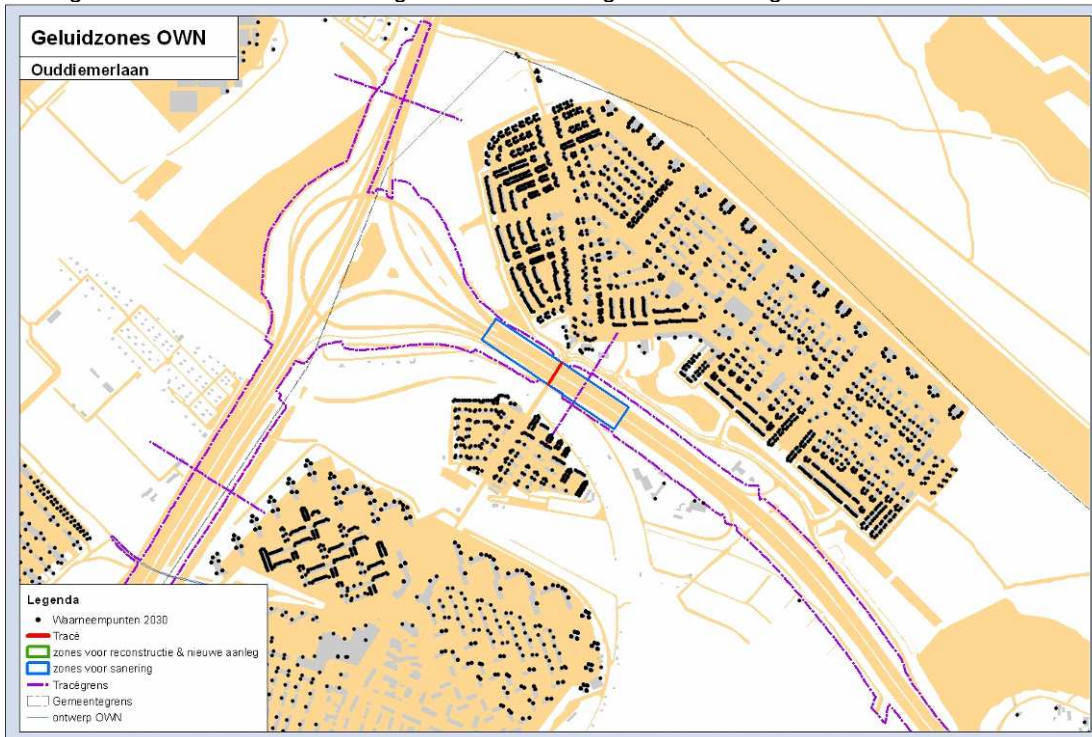 Geluidzones OWN
Ouddiemerlaan
Legenda
Waarneempunten 2030
Tracé
zones voor reconstructie & nieuwe aanleg
zones voor sanering
Tracégrens
Gemeentegrens
ontwerp OWN